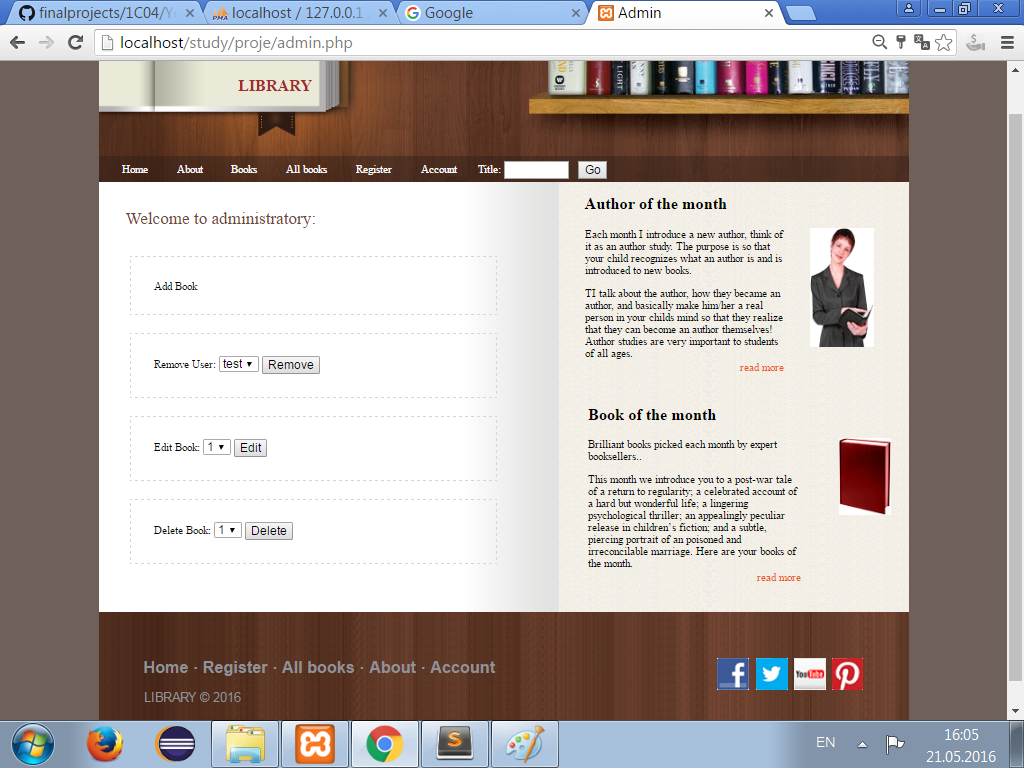 finalprojects/1C04/Y
localhost / 127.0.0.1
Google
Admin
localhost/study/proje/admin.php
LIBRARY
LIGHT
Home About Books All books Register Account Title: Go
Welcome to administratory:
Add Book
Remove User: test Remove
Edit Book: 1 Edit
Delete Book: 1 Delete
Author of the month
Each month I introduce a new author, think of
it as an author study. The purpose is so that
your child recognizes what an author is and is
introduced to new books.
TI talk about the author, how they became an
author, and basically make him/her a real
person in your childs mind so that they realize
that they can become an author themselves!
Author studies are very important to students
of all ages.
read more
Book of the month
Brilliant books picked each month by expert
booksellers..
This month we introduce you to a post-war tale
of a return to regularity; a celebrated account of
a hard but wonderful life; a lingering
psychological thriller; an appealingly peculiar
release in children's fiction; and a subtle,
piercing portrait of an poisoned and
irreconcilable marriage. Here are your books of
the month.
read more
Home · Register · All books · About · Account
LIBRARY © 2016
You Tube
EN
16:05
21.05.2016